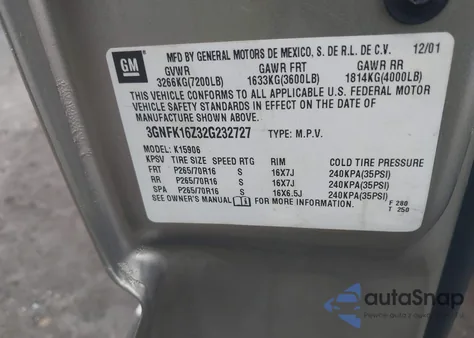 GM
MFD BY GENERAL MOTORS DE MEXICO, S. DE R.L. DE C.V. 12/01
GVWR GAWR FRT GAWR RR
3266KG(7200LB) 1633KG(3600LB) 1814KG(4000LB)
THIS VEHICLE CONFORMS TO ALL APPLICABLE U.S. FEDERAL MOTOR
VEHICLE SAFETY STANDARDS IN EFFECT ON THE DATE OF
MANUFACTURE SHOWN ABOVE.
3GNFK16Z32G232727 TYPE: M.P.V.
MODEL: K15906
KPSV TIRE SIZE SPEED RTG RIM COLD TIRE PRESSURE
FRT P265/70R16 S 16X7J 240KPA(35PSI)
RR P265/70R16 S 16X7J 240KPA(35PSI)
SPA P265/70R16 S 16X6.5J 240KPA(35PSI)
SEE OWNER'S MANUAL FOR MORE INFORMATION F 280
T 250
autoSnap